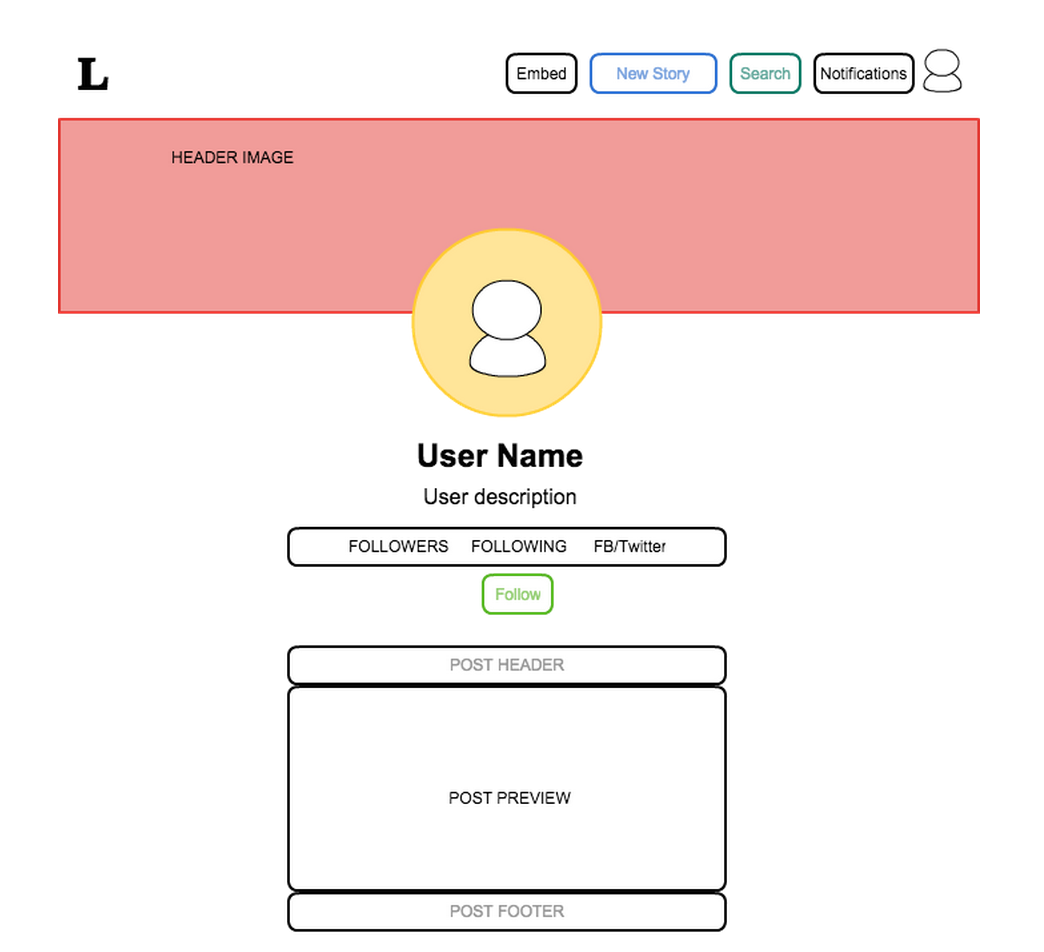 L
Embed New Story Search Notifications
HEADER IMAGE
User Name
User description
FOLLOWERS FOLLOWING FB/Twitter
Follow
POST HEADER
POST PREVIEW
POST FOOTER